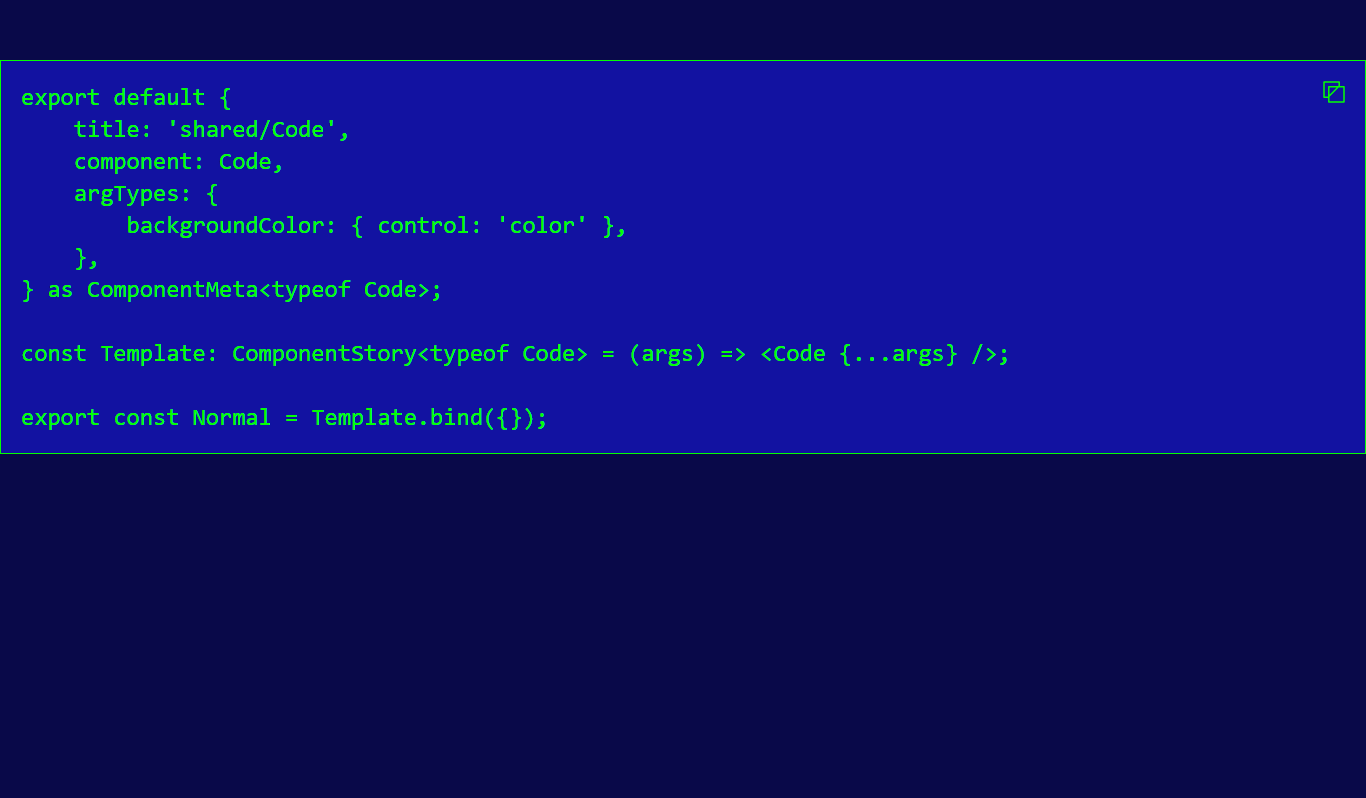 export default {
    title: 'shared/Code',
    component: Code,
    argTypes: {
        backgroundColor: { control: 'color' },
    },
} as ComponentMeta<typeof Code>;

const Template: ComponentStory<typeof Code> = (args) => <Code {...args} />;

export const Normal = Template.bind({});